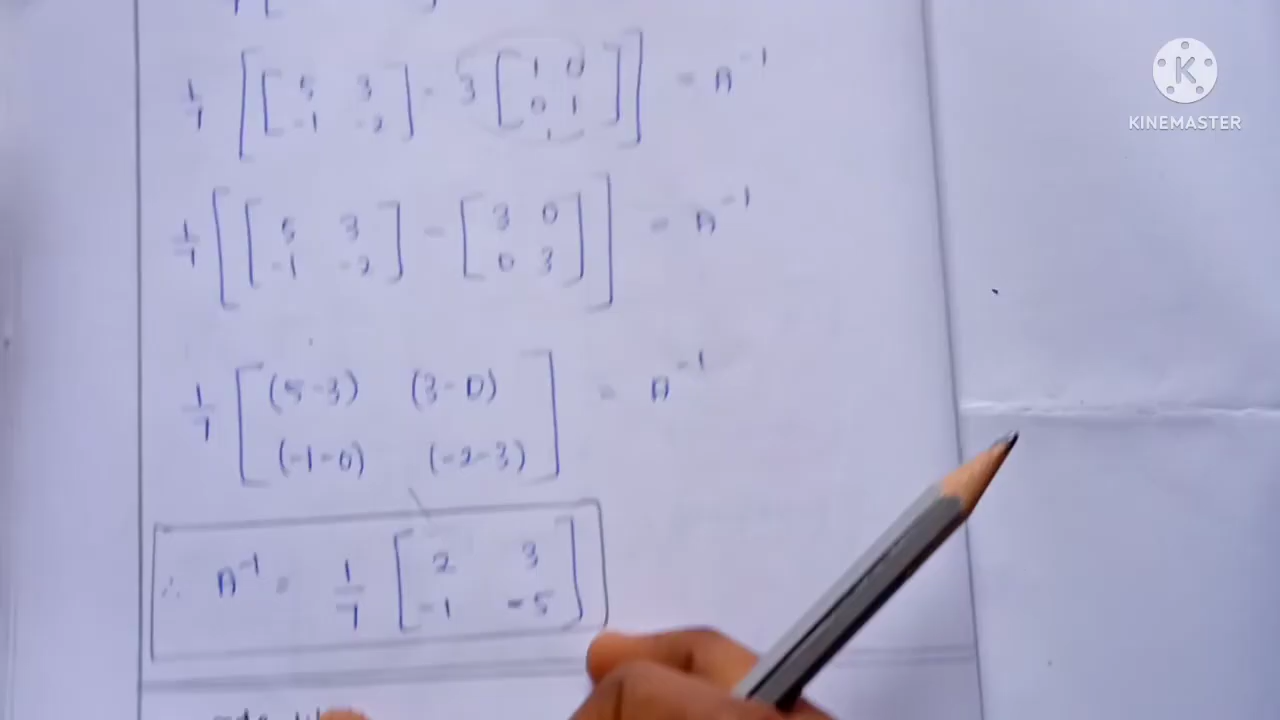 1/7 [ [ 5 3 -1 -2 ] - 3 [ 1 0 0 1 ] ] = A^-1
KINEMASTER
1/7 [ [ 5 3 -1 -2 ] - [ 3 0 0 3 ] ] = A^-1
1/7 [ (5-3) (3-0) (-1-0) (-2-3) ] = A^-1
∴ A^-1 = 1/7 [ 2 3 -1 -5 ]